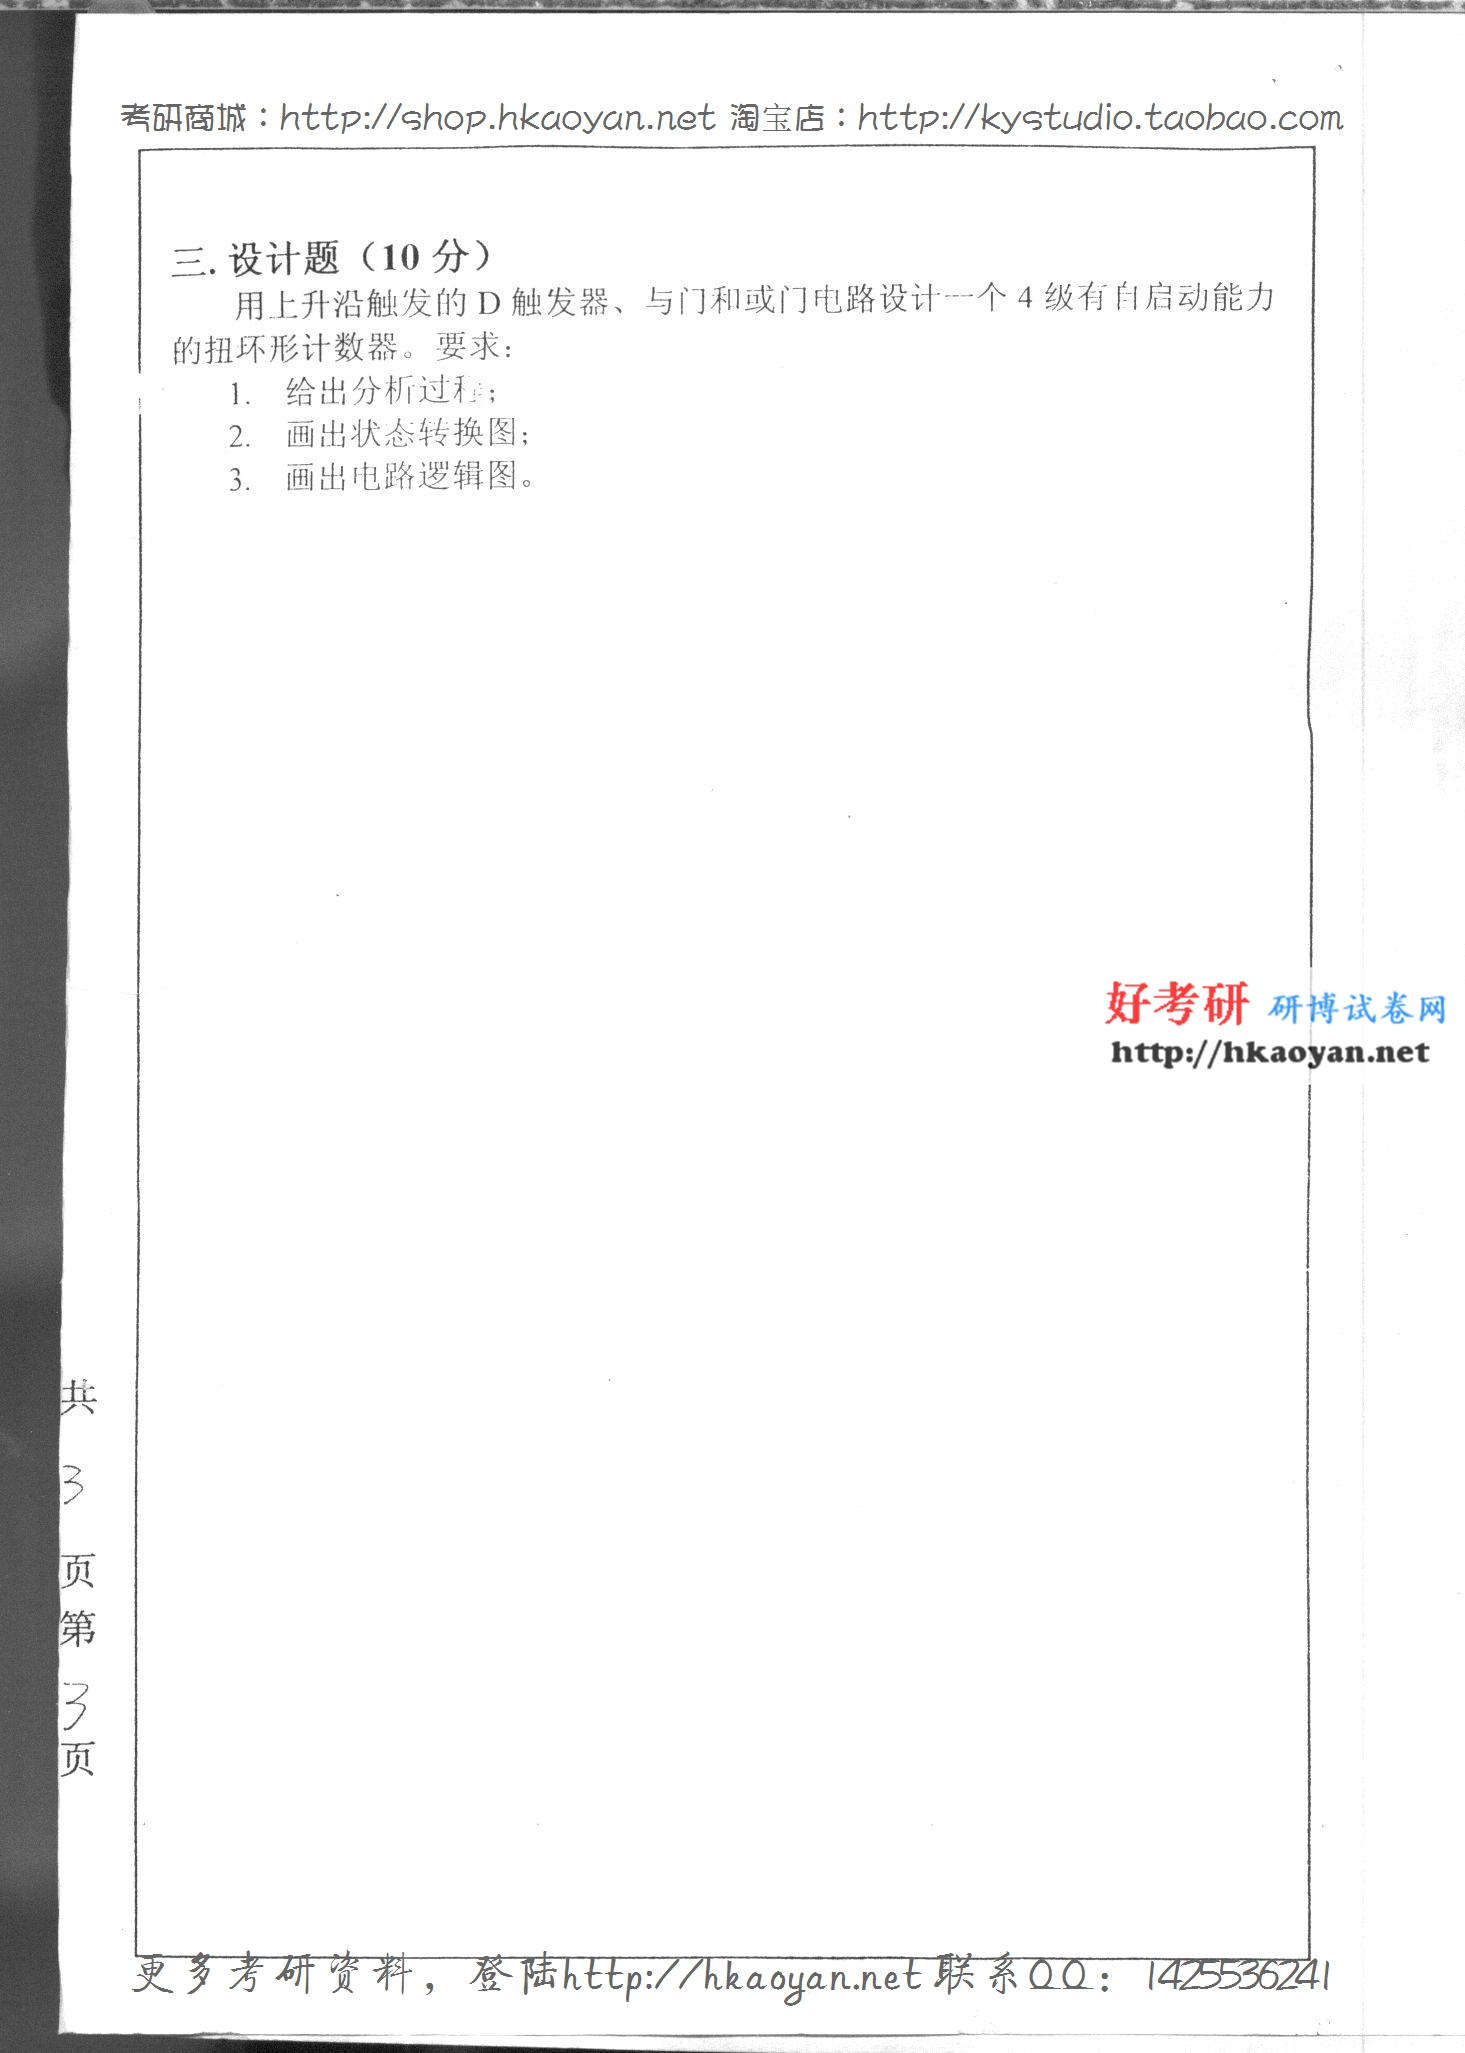 考研商城：http://shop.hkaoyan.net 淘宝店：http://kystudio.taobao.com
三. 设计题（10 分）
用上升沿触发的 D 触发器、与门和或门电路设计一个 4 级有自启动能力
的扭环形计数器。要求：
1. 给出分析过程；
2. 画出状态转换图；
3. 画出电路逻辑图。
好考研 研博试卷网
http://hkaoyan.net
共
3
页
第
3
页
更多考研资料，登陆http://hkaoyan.net 联系QQ：1425536241